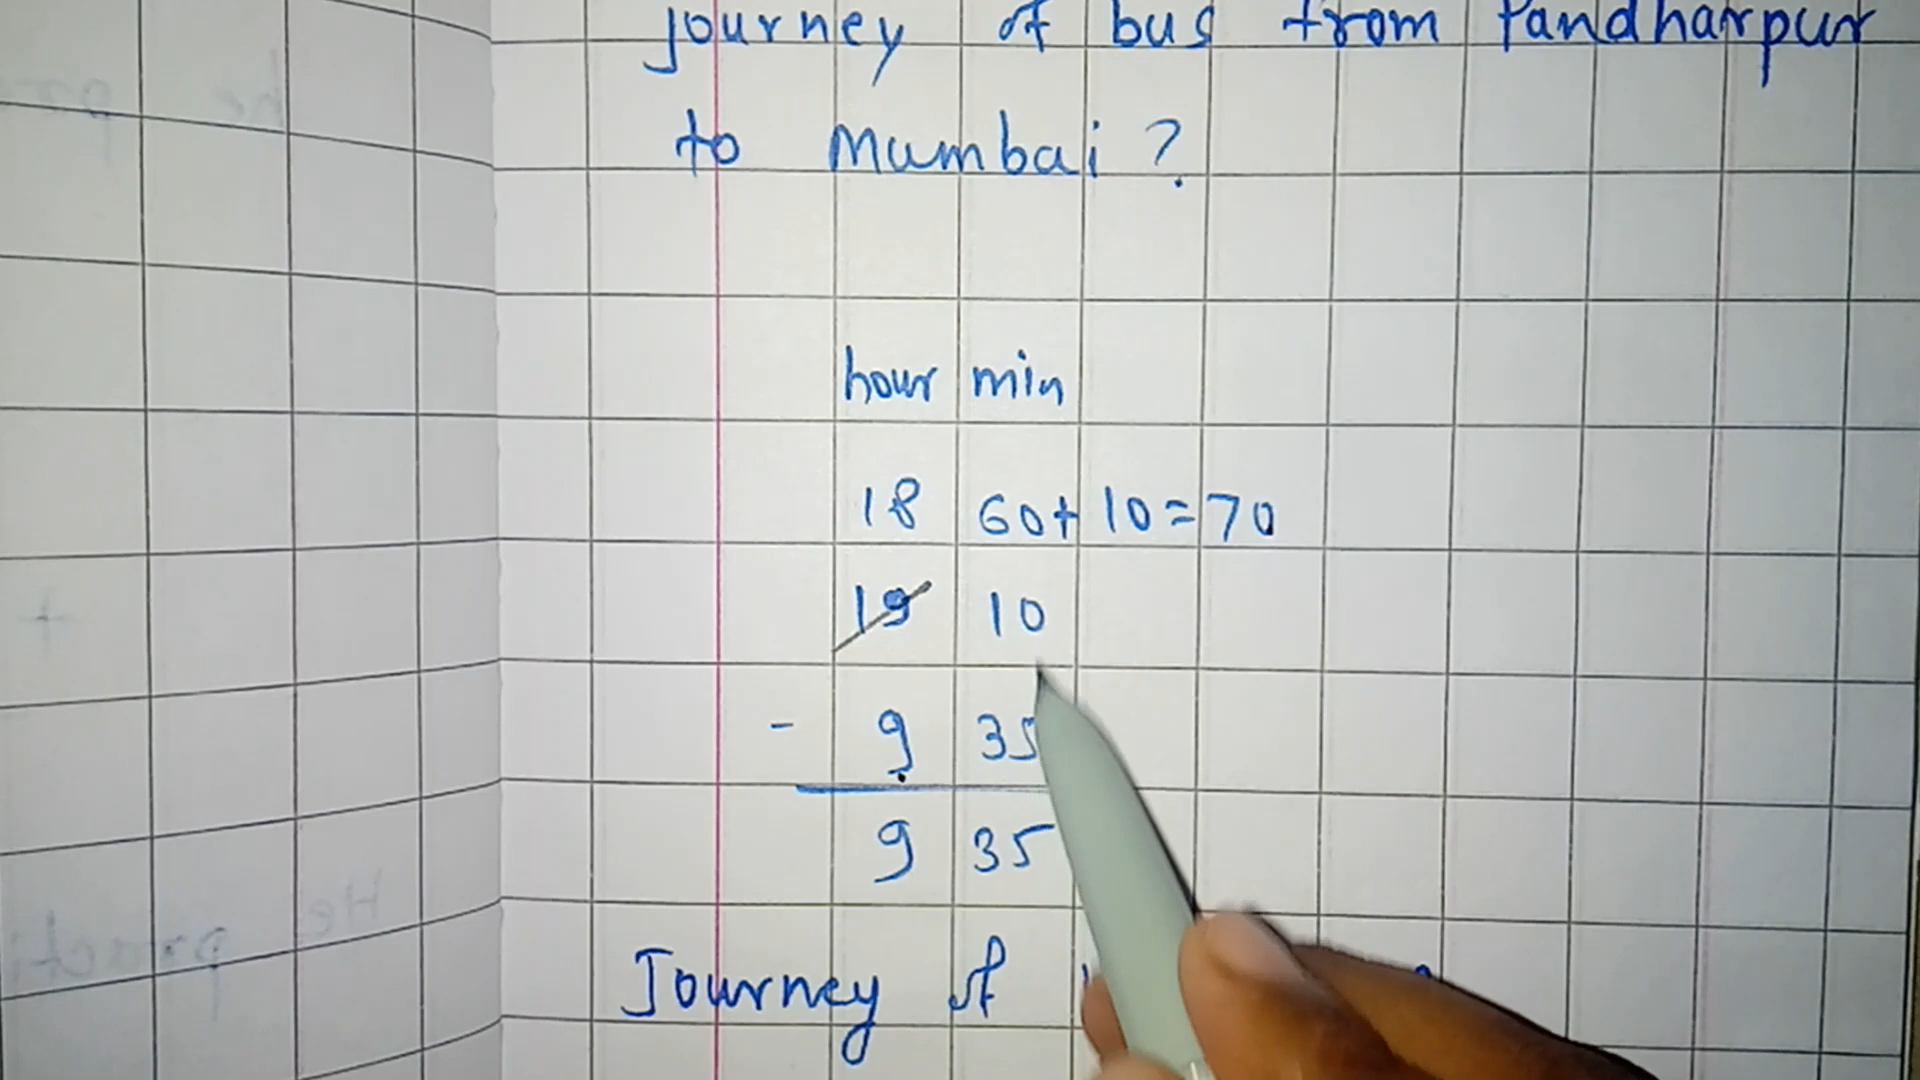 journey of bus from Pandharpur
to Mumbai ?
hour min
18 60+10=70
19 10
- 9 35
9 35
Journey of